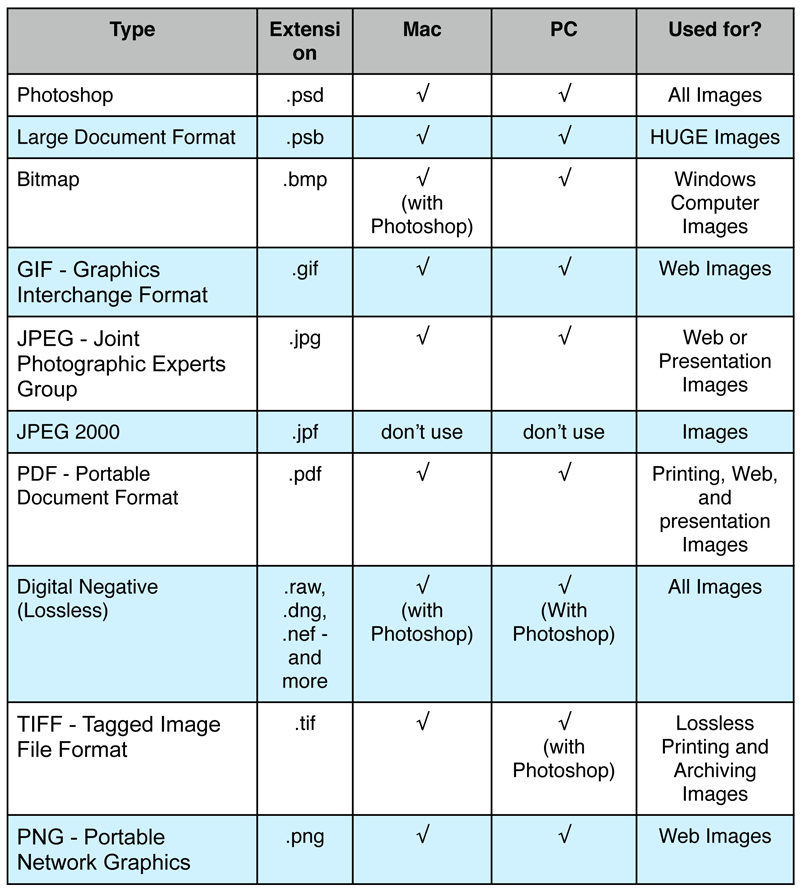 Type Extensi Mac PC Used for?
on
Photoshop .psd √ √ All Images
Large Document Format .psb √ √ HUGE Images
Bitmap .bmp √ √ Windows
(with Computer
Photoshop) Images
GIF - Graphics .gif √ √ Web Images
Interchange Format
JPEG - Joint .jpg √ √ Web or
Photographic Experts Presentation
Group Images
JPEG 2000 .jpf don’t use don’t use Images
PDF - Portable .pdf √ √ Printing, Web,
Document Format and
presentation
Images
Digital Negative .raw, √ √ All Images
(Lossless) .dng, (with (With
.nef - Photoshop) Photoshop)
and
more
TIFF - Tagged Image .tif √ √ Lossless
File Format (with Printing and
Photoshop) Archiving
Images
PNG - Portable .png √ √ Web Images
Network Graphics